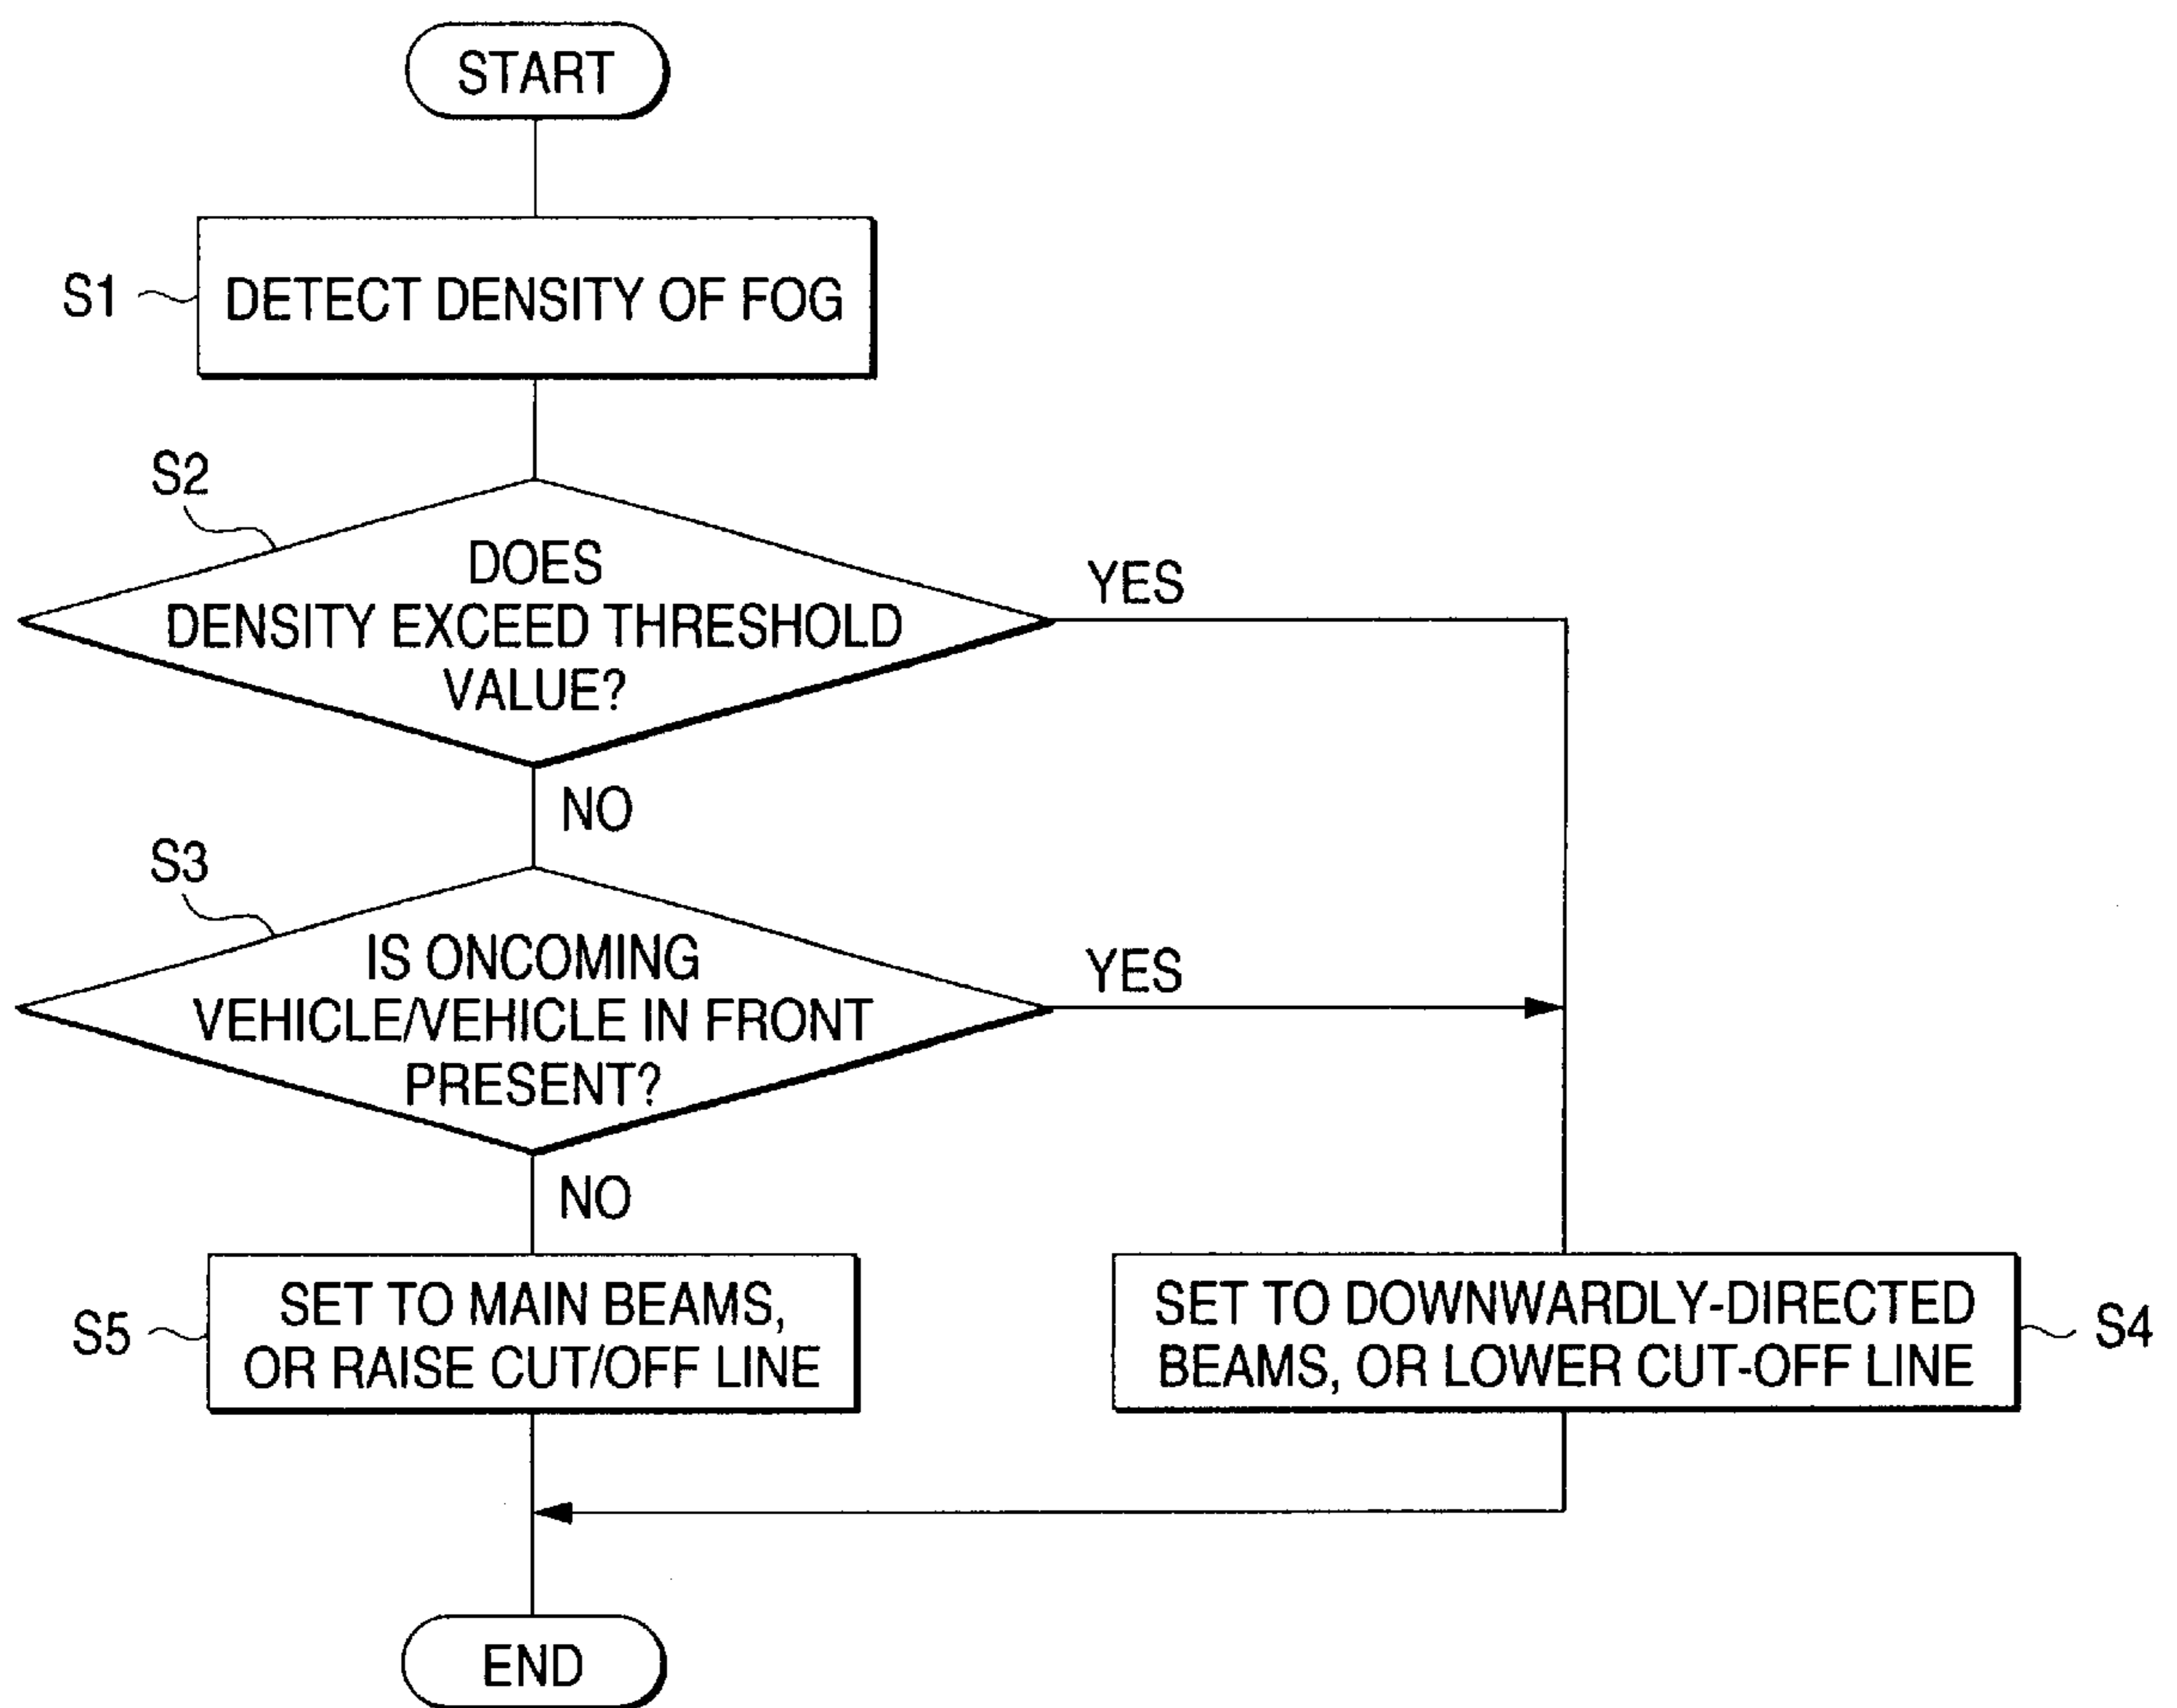 START
S1
DETECT DENSITY OF FOG
S2
DOES
DENSITY EXCEED THRESHOLD
VALUE?
YES
NO
S3
IS ONCOMING
VEHICLE/VEHICLE IN FRONT
PRESENT?
YES
NO
S5
SET TO MAIN BEAMS,
OR RAISE CUT/OFF LINE
SET TO DOWNWARDLY-DIRECTED
BEAMS, OR LOWER CUT-OFF LINE
S4
END